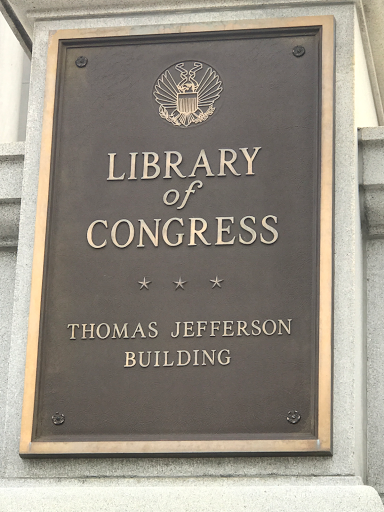 LIBRARY
of
CONGRESS
THOMAS JEFFERSON
BUILDING